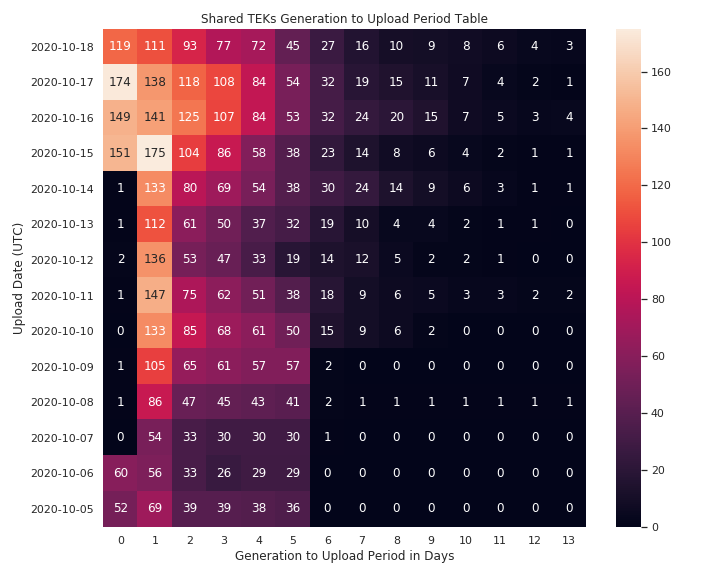 Shared TEKs Generation to Upload Period Table
2020-10-18 119 111 93 77 72 45 27 16 10 9 8 6 4 3
2020-10-17 174 138 118 108 84 54 32 19 15 11 7 4 2 1
2020-10-16 149 141 125 107 84 53 32 24 20 15 7 5 3 4
2020-10-15 151 175 104 86 58 38 23 14 8 6 4 2 1 1
2020-10-14 1 133 80 69 54 38 30 24 14 9 6 3 1 1
2020-10-13 1 112 61 50 37 32 19 10 4 4 2 1 1 0
2020-10-12 2 136 53 47 33 19 14 12 5 2 2 1 0 0
2020-10-11 1 147 75 62 51 38 18 9 6 5 3 3 2 2
2020-10-10 0 133 85 68 61 50 15 9 6 2 0 0 0 0
2020-10-09 1 105 65 61 57 57 2 0 0 0 0 0 0 0
2020-10-08 1 86 47 45 43 41 2 1 1 1 1 1 1 1
2020-10-07 0 54 33 30 30 30 1 0 0 0 0 0 0 0
2020-10-06 60 56 33 26 29 29 0 0 0 0 0 0 0 0
2020-10-05 52 69 39 39 38 36 0 0 0 0 0 0 0 0
0 1 2 3 4 5 6 7 8 9 10 11 12 13
Generation to Upload Period in Days
Upload Date (UTC)
160
140
120
100
80
60
40
20
0